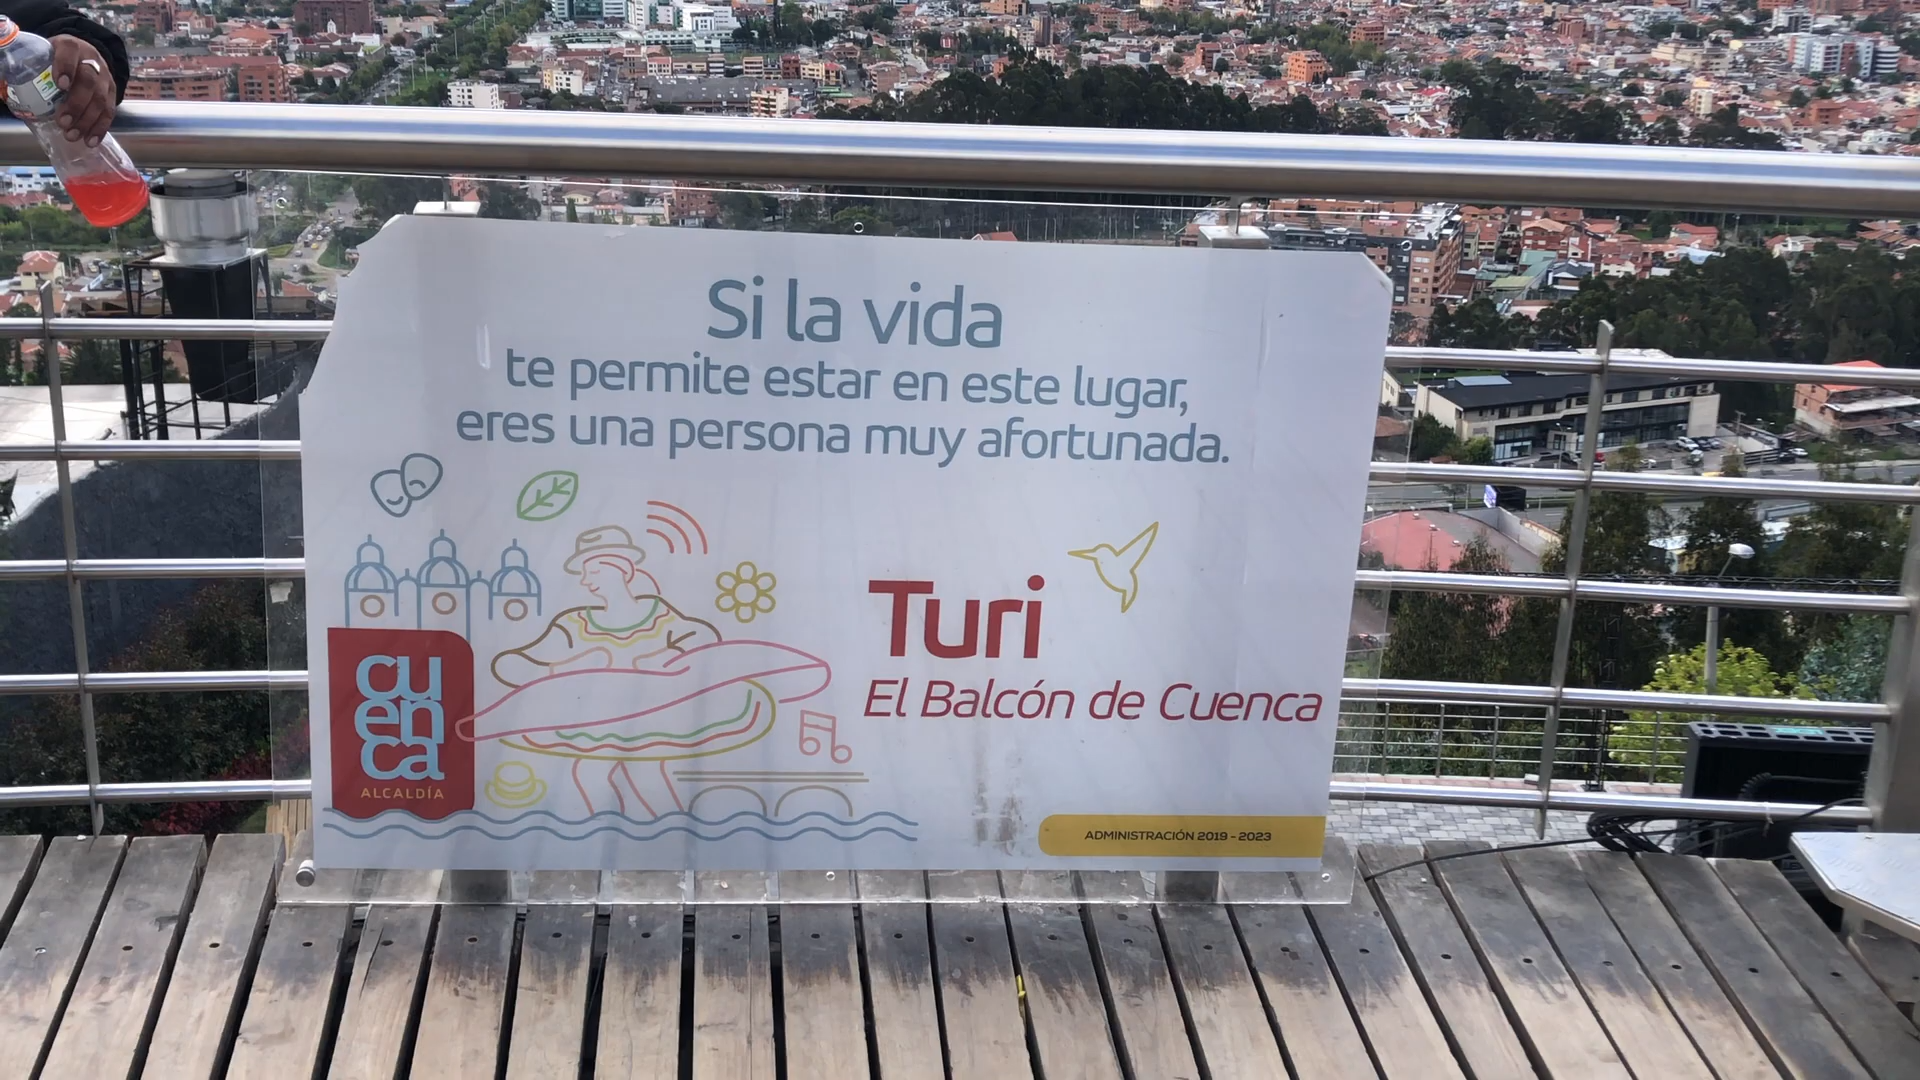 Si la vida
te permite estar en este lugar,
eres una persona muy afortunada.
Turi
El Balcón de Cuenca
cu
en
ca
ALCALDÍA
ADMINISTRACIÓN 2019 - 2023